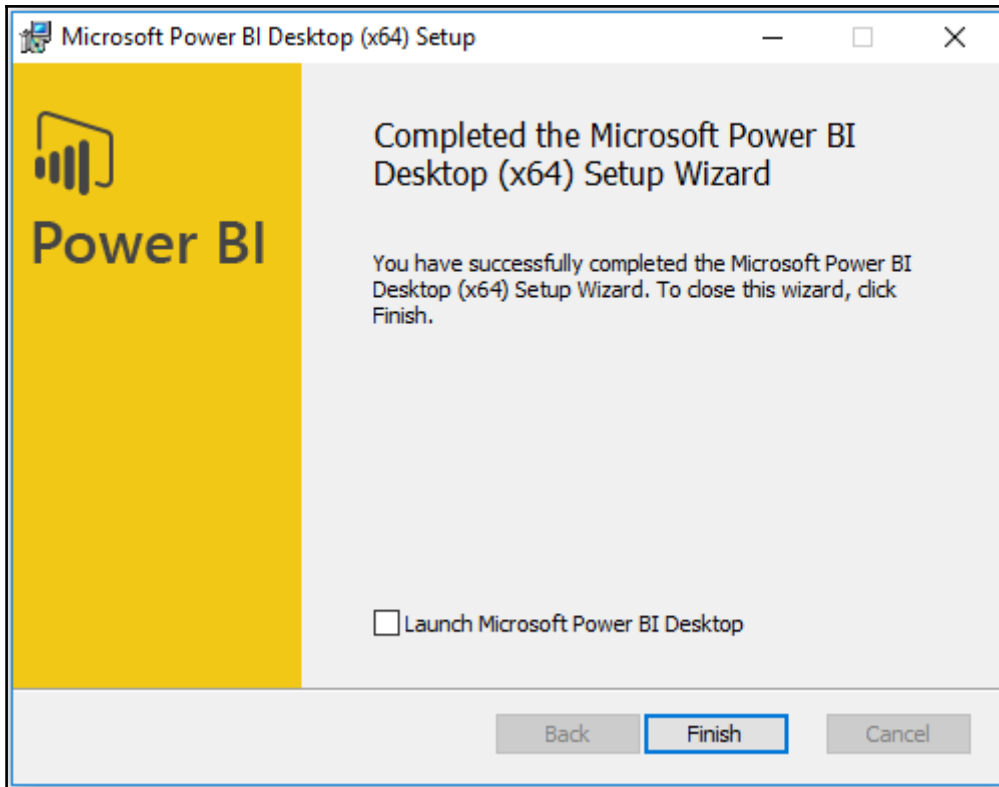 Microsoft Power BI Desktop (x64) Setup
Power BI
Completed the Microsoft Power BI
Desktop (x64) Setup Wizard
You have successfully completed the Microsoft Power BI
Desktop (x64) Setup Wizard. To close this wizard, click
Finish.
Launch Microsoft Power BI Desktop
Back
Finish
Cancel